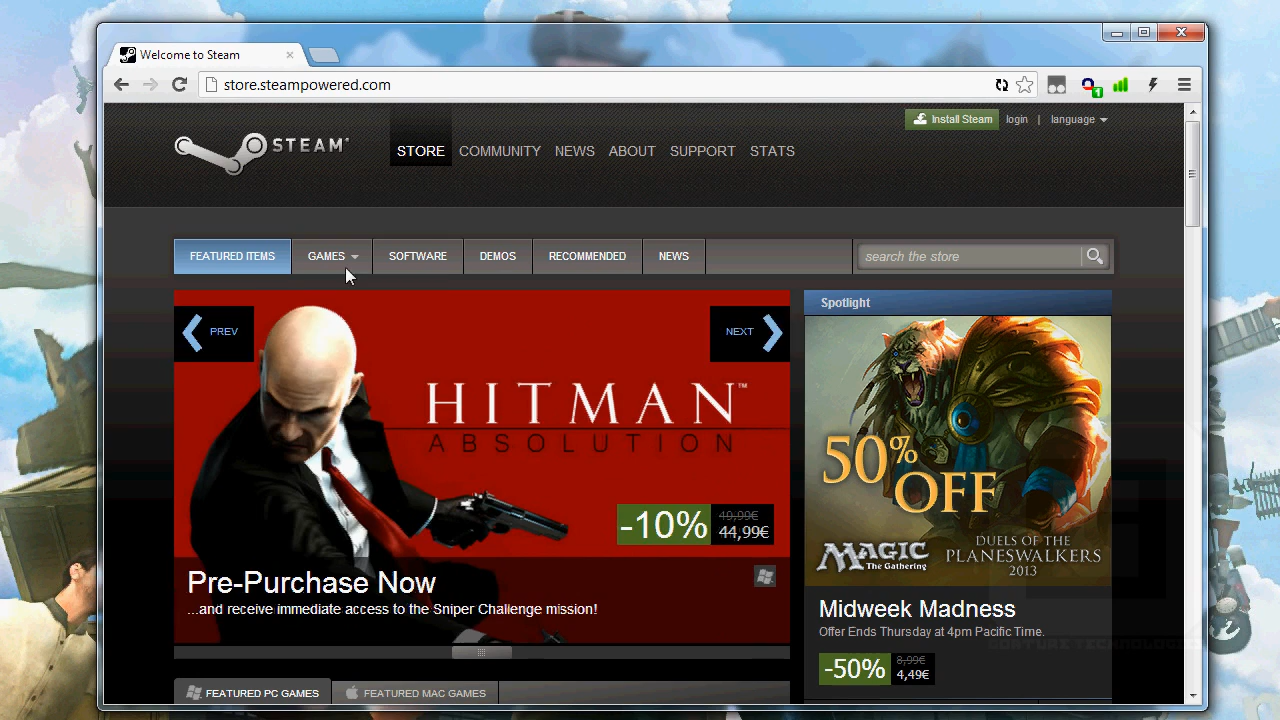 Welcome to Steam
store.steampowered.com
1
Install Steam login | language
STEAM
STORE COMMUNITY NEWS ABOUT SUPPORT STATS
FEATURED ITEMS GAMES SOFTWARE DEMOS RECOMMENDED NEWS search the store
Spotlight
PREV NEXT
HITMAN™
ABSOLUTION
50% OFF
-10% 49,99€
44,99€
MAGIC
The Gathering
DUELS OF THE
PLANESWALKERS
2013
Pre-Purchase Now
...and receive immediate access to the Sniper Challenge mission!
Midweek Madness
Offer Ends Thursday at 4pm Pacific Time.
-50% 8,99€
4,49€
FEATURED PC GAMES FEATURED MAC GAMES